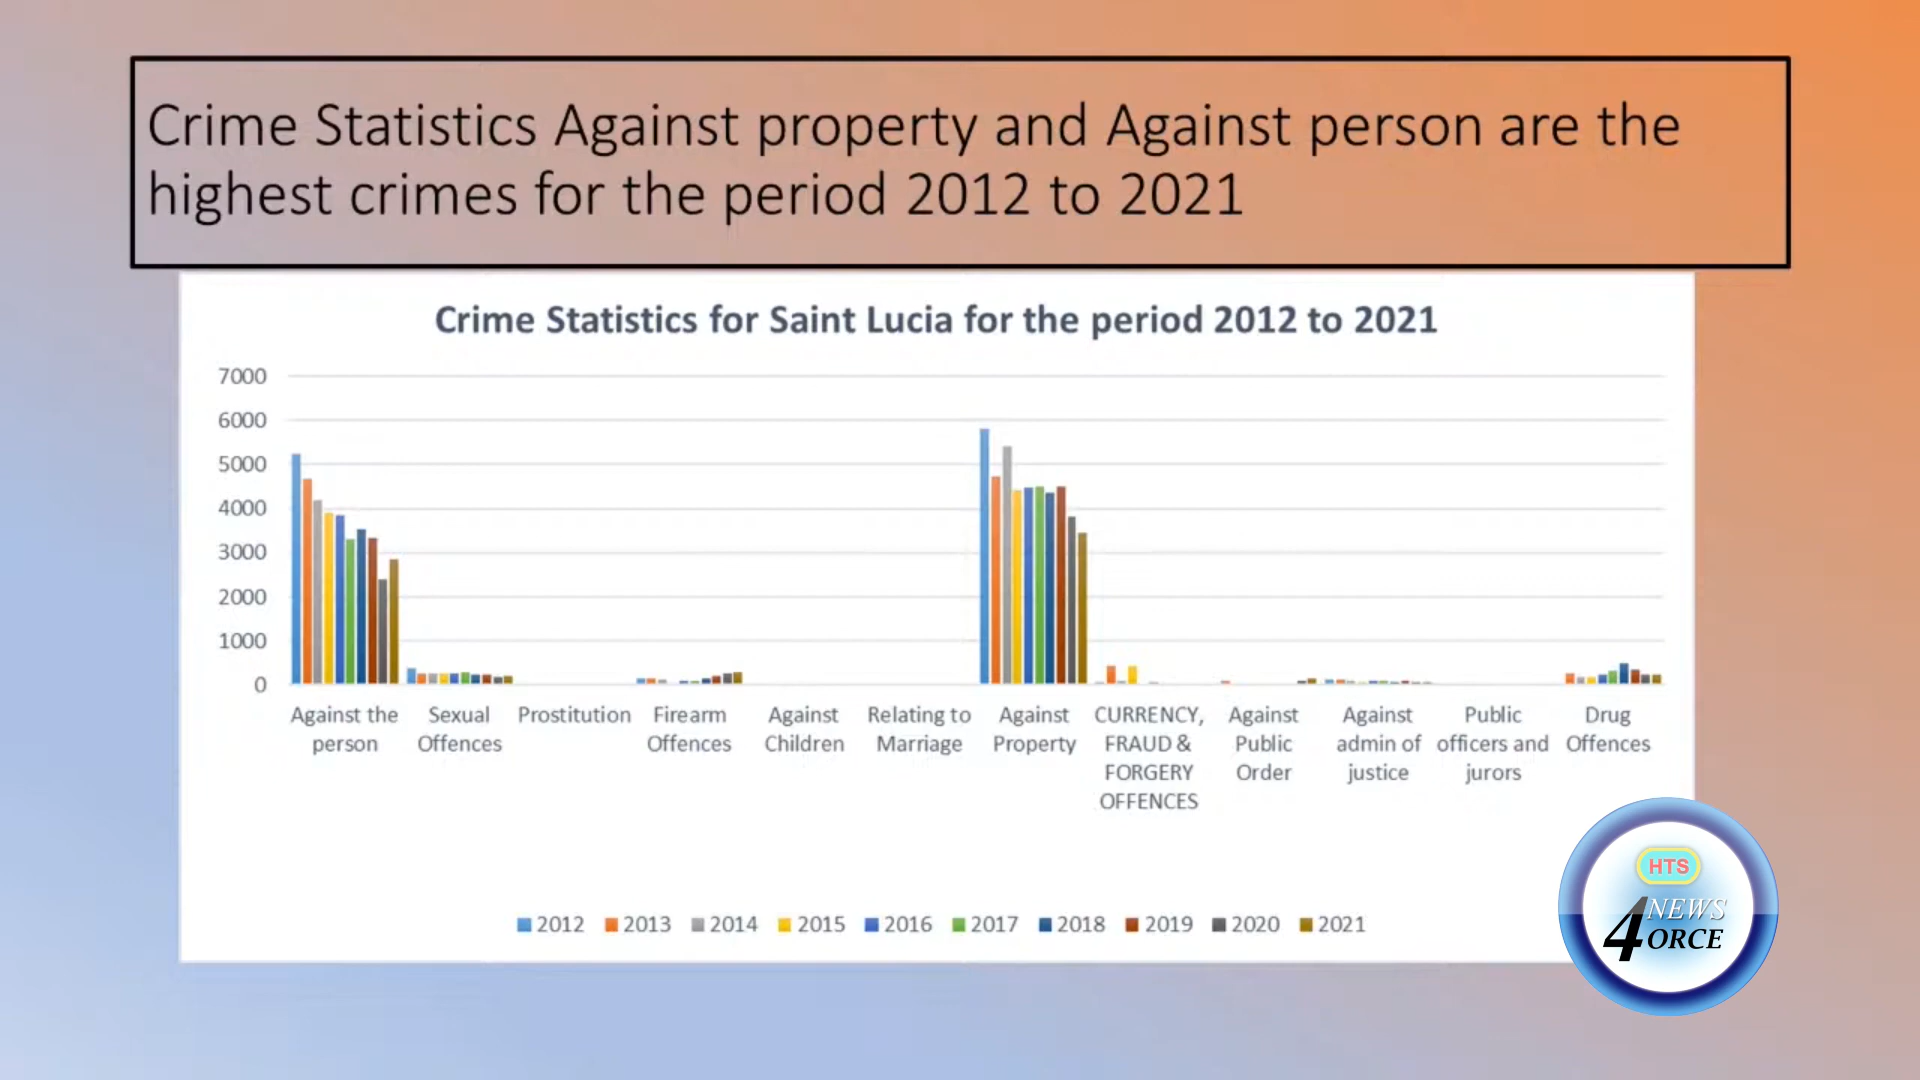 Crime Statistics Against property and Against person are the
highest crimes for the period 2012 to 2021
Crime Statistics for Saint Lucia for the period 2012 to 2021
7000
6000
5000
4000
3000
2000
1000
0
Against the
person
Sexual
Offences
Prostitution
Firearm
Offences
Against
Children
Relating to
Marriage
Against
Property
CURRENCY,
FRAUD &
FORGERY
OFFENCES
Against
Public
Order
Against
admin of
justice
Public
officers and
jurors
Drug
Offences
2012 2013 2014 2015 2016 2017 2018 2019 2020 2021
HTS
NEWS
4ORCE